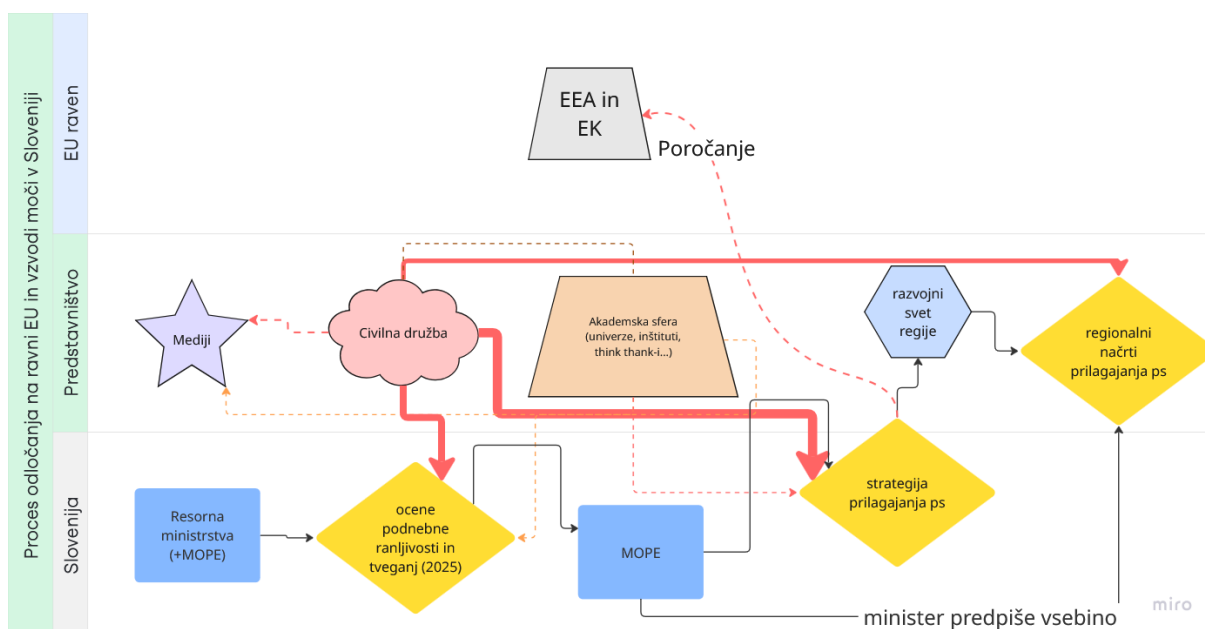 Proces odločanja na ravni EU in vzvodi moči v Sloveniji
EU raven
EEA in
EK
Poročanje
Predstavništvo
Mediji
Civilna družba
Akademska sfera
(univerze, inštituti,
think thank-i...)
razvojni
svet
regije
regionalni
načrti
prilagajanja ps
Slovenija
Resorna
ministrstva
(+MOPE)
ocene
podnebne
ranljivosti in
tveganj (2025)
MOPE
strategija
prilagajanja ps
minister predpiše vsebino
miro